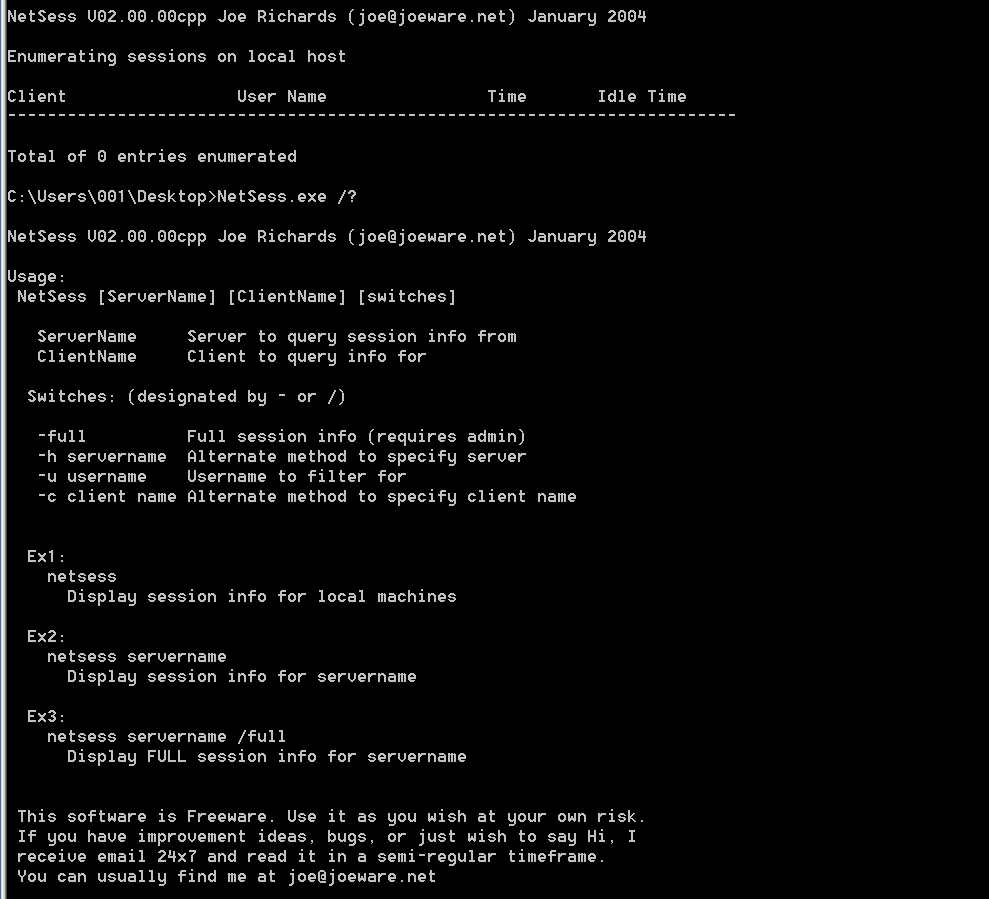 NetSess V02.00.00cpp Joe Richards (joe@joeware.net) January 2004
Enumerating sessions on local host
Client                 User Name                Time       Idle Time
-------------------------------------------------------------------------
Total of 0 entries enumerated
C:\Users\001\Desktop>NetSess.exe /?
NetSess V02.00.00cpp Joe Richards (joe@joeware.net) January 2004
Usage:
 NetSess [ServerName] [ClientName] [switches]
   ServerName     Server to query session info from
   ClientName     Client to query info for
  Switches: (designated by - or /)
   -full          Full session info (requires admin)
   -h servername  Alternate method to specify server
   -u username    Username to filter for
   -c client name Alternate method to specify client name
  Ex1:
    netsess
      Display session info for local machines
  Ex2:
    netsess servername
      Display session info for servername
  Ex3:
    netsess servername /full
      Display FULL session info for servername
 This software is Freeware. Use it as you wish at your own risk.
 If you have improvement ideas, bugs, or just wish to say Hi, I
 receive email 24x7 and read it in a semi-regular timeframe.
 You can usually find me at joe@joeware.net